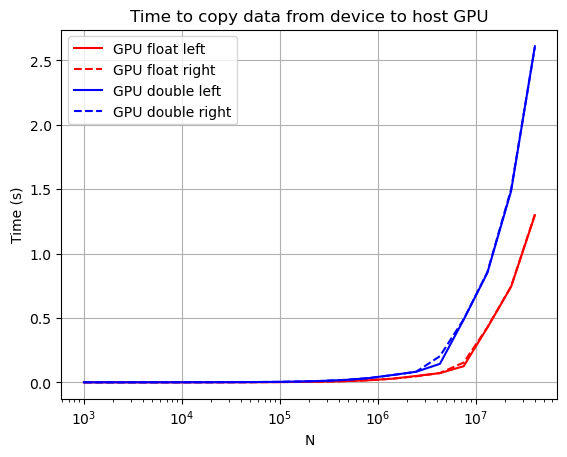 Time to copy data from device to host GPU
GPU float left
GPU float right
GPU double left
GPU double right
2.5
2.0
1.5
1.0
0.5
0.0
Time (s)
10³
10⁴
10⁵
10⁶
10⁷
N